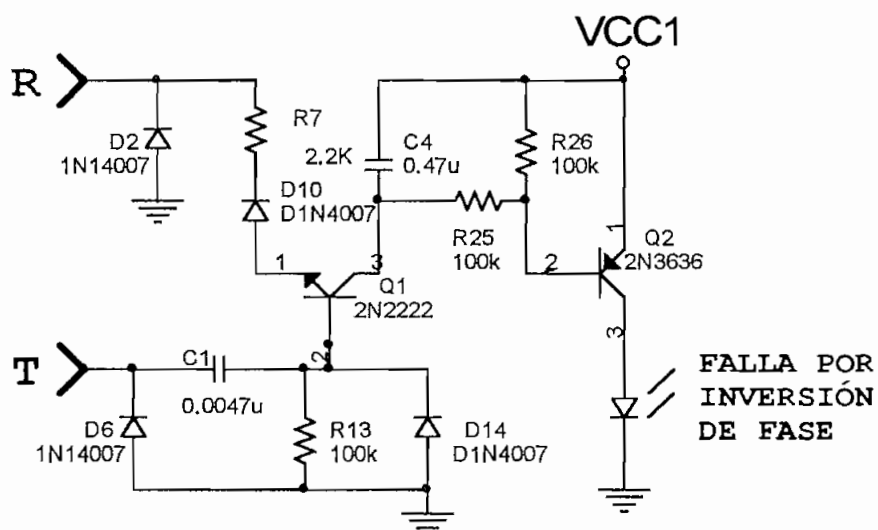 VCC1
R
R7
D2
1N14007
2.2K
C4
0.47u
R26
100k
D10
D1N4007
R25
100k
1
3
Q1
2N2222
2
1
Q2
2N3636
2
3
T
C1
0.0047u
D6
1N14007
R13
100k
D14
D1N4007
FALLA POR
INVERSIÓN
DE FASE